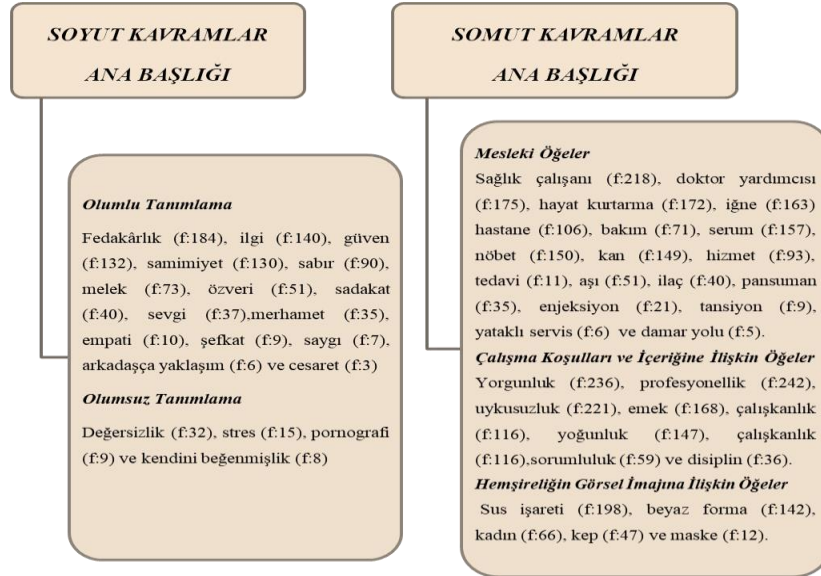 SOYUT KAVRAMLAR
ANA BAŞLIĞI
Olumlu Tanımlama
Fedakârlık (f:184), ilgi (f:140), güven
(f:132), samimiyet (f:130), sabır (f:90),
melek (f:73), özveri (f:51), sadakat
(f:40), sevgi (f:37),merhamet (f:35),
empati (f:10), şefkat (f:9), saygı (f:7),
arkadaşça yaklaşım (f:6) ve cesaret (f:3)
Olumsuz Tanımlama
Değersizlik (f:32), stres (f:15), pornografi
(f:9) ve kendini beğenmişlik (f:8)
SOMUT KAVRAMLAR
ANA BAŞLIĞI
Mesleki Öğeler
Sağlık çalışanı (f:218), doktor yardımcısı
(f:175), hayat kurtarma (f:172), iğne (f:163)
hastane (f:106), bakım (f:71), serum (f:157),
nöbet (f:150), kan (f:149), hizmet (f:93),
tedavi (f:11), aşı (f:51), ilaç (f:40), pansuman
(f:35), enjeksiyon (f:21), tansiyon (f:9),
yataklı servis (f:6) ve damar yolu (f:5).
Çalışma Koşulları ve İçeriğine İlişkin Öğeler
Yorgunluk (f:236), profesyonellik (f:242),
uykusuzluk (f:221), emek (f:168), çalışkanlık
(f:116), yoğunluk (f:147), çalışkanlık
(f:116),sorumluluk (f:59) ve disiplin (f:36).
Hemşireliğin Görsel İmajına İlişkin Öğeler
Sus işareti (f:198), beyaz forma (f:142),
kadın (f:66), kep (f:47) ve maske (f:12).